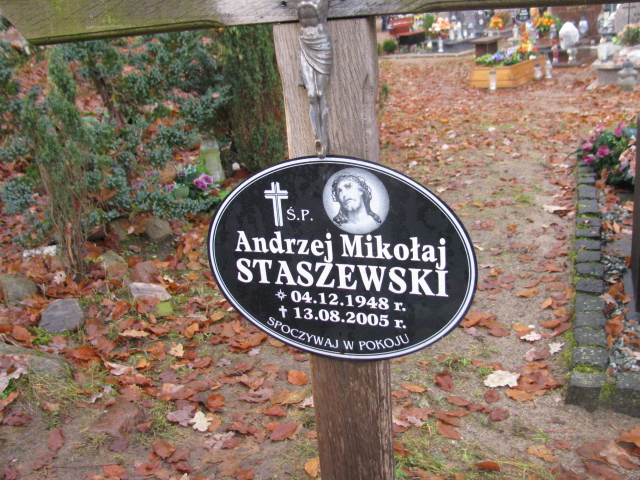 Ś.P.
Andrzej Mikołaj
STASZEWSKI
04.12.1948 r.
† 13.08.2005 r.
SPOCZYWAJ W POKOJU